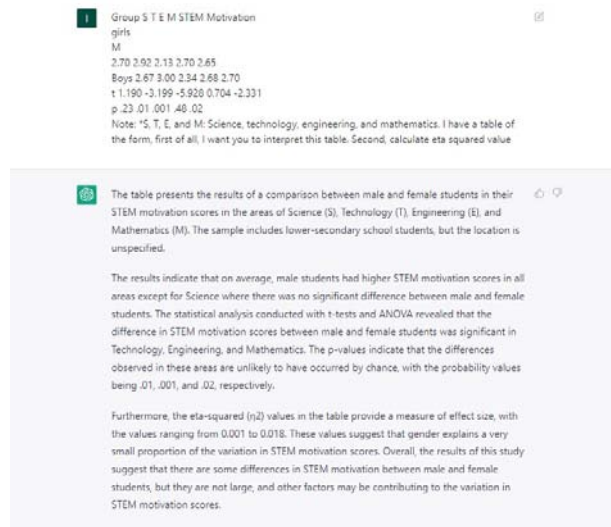 I
Group S T E M STEM Motivation
girls
M
2.70 2.92 2.13 2.70 2.65
Boys 2.67 3.00 2.34 2.68 2.70
t 1.190 -3.199 -5.928 0.704 -2.331
p .23 .01 .001 .48 .02
Note: *S, T, E, and M: Science, technology, engineering, and mathematics. I have a table of
the form, first of all, I want you to interpret this table. Second, calculate eta squared value
The table presents the results of a comparison between male and female students in their
STEM motivation scores in the areas of Science (S), Technology (T), Engineering (E), and
Mathematics (M). The sample includes lower-secondary school students, but the location is
unspecified.
The results indicate that on average, male students had higher STEM motivation scores in all
areas except for Science where there was no significant difference between male and female
students. The statistical analysis conducted with t-tests and ANOVA revealed that the
difference in STEM motivation scores between male and female students was significant in
Technology, Engineering, and Mathematics. The p-values indicate that the differences
observed in these areas are unlikely to have occurred by chance, with the probability values
being .01, .001, and .02, respectively.
Furthermore, the eta-squared (η2) values in the table provide a measure of effect size, with
the values ranging from 0.001 to 0.018. These values suggest that gender explains a very
small proportion of the variation in STEM motivation scores. Overall, the results of this study
suggest that there are some differences in STEM motivation between male and female
students, but they are not large, and other factors may be contributing to the variation in
STEM motivation scores.